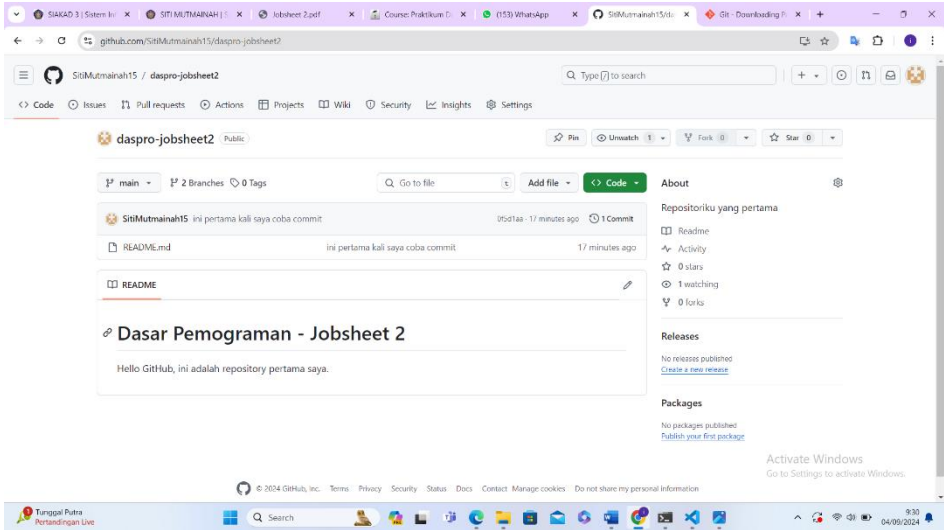 SIAKAD 3 | Sistem In
SITI MUTMAINAH |
Jobsheet 2.pdf
Course: Praktikum D
(153) WhatsApp
SitiMutmainah15/da
Git - Downloading P
github.com/SitiMutmainah15/daspro-jobsheet2
SitiMutmainah15 / daspro-jobsheet2
Type / to search
Code Issues Pull requests Actions Projects Wiki Security Insights Settings
daspro-jobsheet2 Public
Pin Unwatch 1 Fork 0 Star 0
main 2 Branches 0 Tags
Go to file t
Add file Code
SitiMutmainah15 ini pertama kali saya coba commit
17 minutes ago 1 Commit
README.md ini pertama kali saya coba commit 17 minutes ago
README
Dasar Pemograman - Jobsheet 2
Hello GitHub, ini adalah repository pertama saya.
About
Repositoriku yang pertama
Readme
Activity
0 stars
1 watching
0 forks
Releases
No releases published
Create a new release
Packages
No packages published
Publish your first package
Activate Windows
Go to Settings to activate Windows.
© 2024 GitHub, Inc. Terms Privacy Security Status Docs Contact Manage cookies Do not share my personal information
Tunggal Putra
Pertandingan Live
Search
9:30
04/09/2024